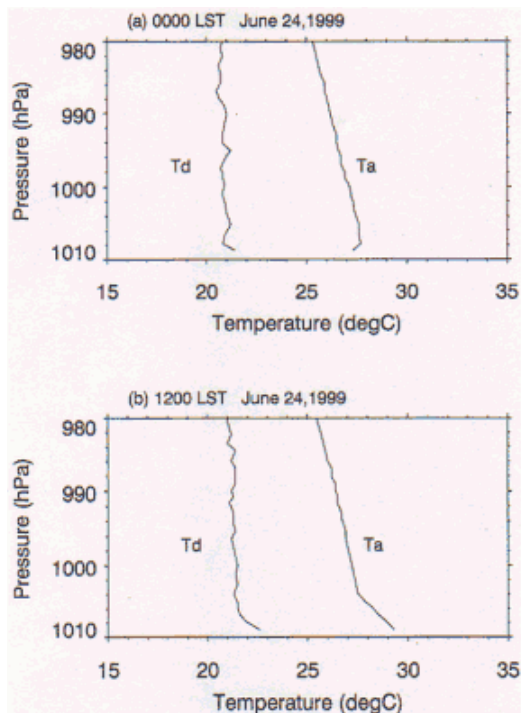 (a) 0000 LST June 24,1999
980
990
1000
1010
Pressure (hPa)
Td
Ta
15 20 25 30 35
Temperature (degC)
(b) 1200 LST June 24,1999
980
990
1000
1010
Pressure (hPa)
Td
Ta
15 20 25 30 35
Temperature (degC)